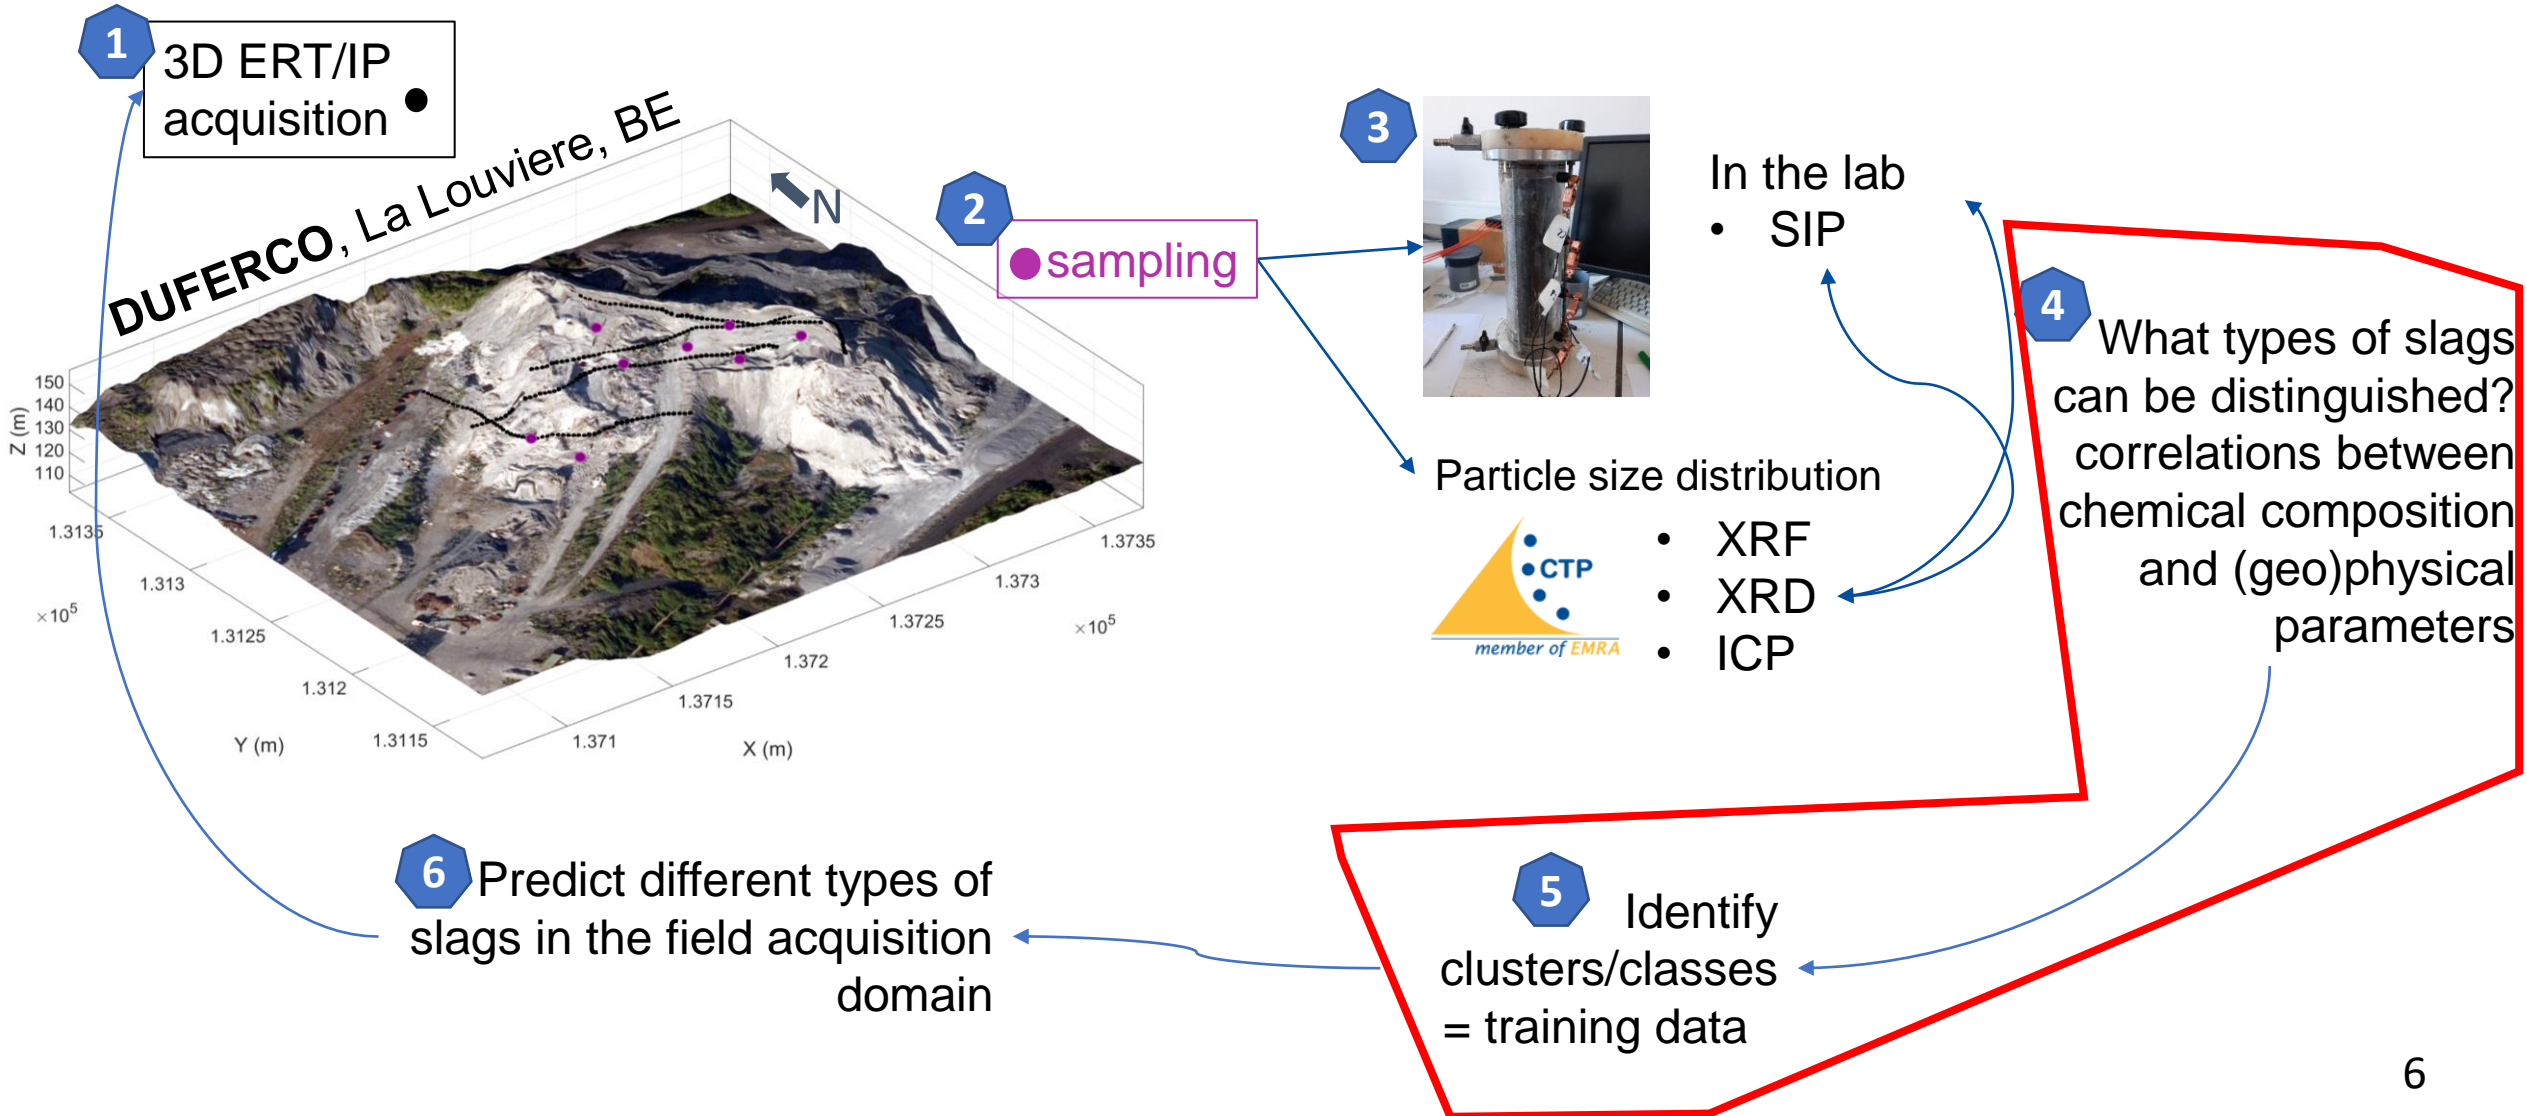 1
3D ERT/IP
acquisition
DUFERCO, La Louviere, BE
N
2
sampling
150
140
130
120
110
Z (m)
1.3135
1.313
1.3125
1.312
1.3115
×10⁵
Y (m)
1.371
1.3715
1.372
1.3725
1.373
1.3735
×10⁵
X (m)
3
In the lab
• SIP
Particle size distribution
CTP
member of EMRA
• XRF
• XRD
• ICP
4
What types of slags
can be distinguished?
correlations between
chemical composition
and (geo)physical
parameters
5
Identify
clusters/classes
= training data
6
Predict different types of
slags in the field acquisition
domain
6